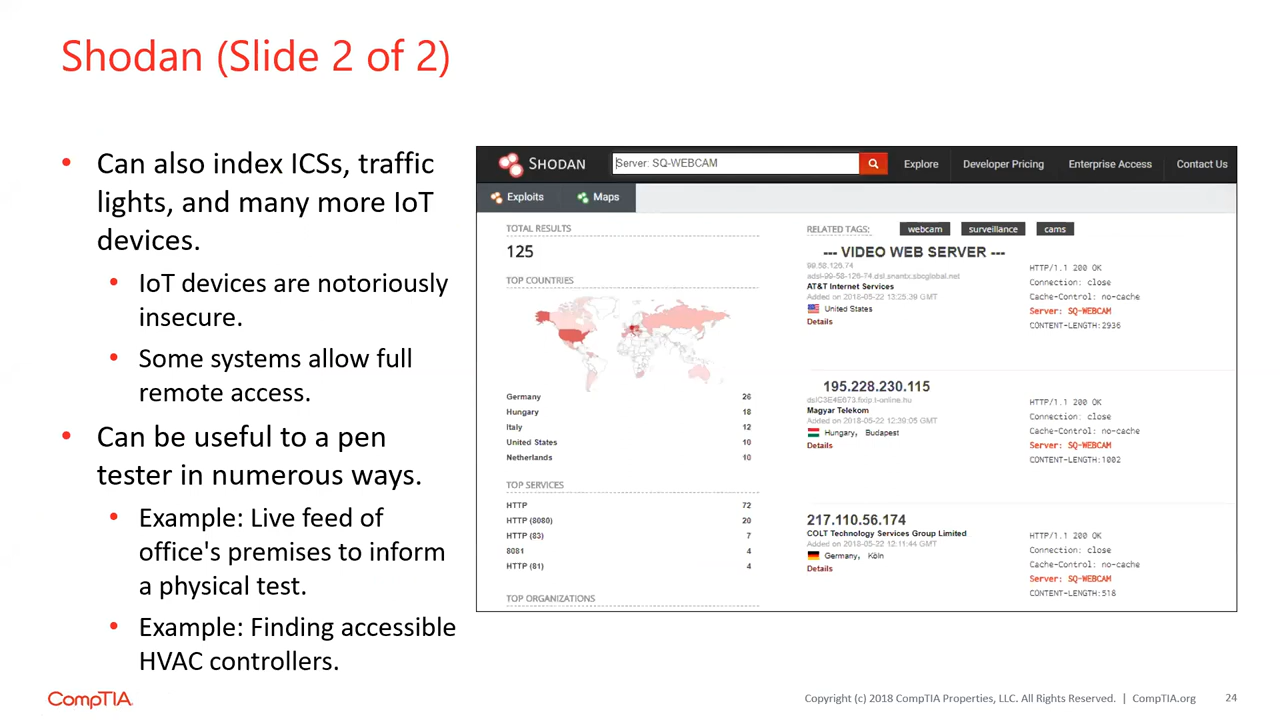 Shodan (Slide 2 of 2)
• Can also index ICSs, traffic
lights, and many more IoT
devices.
• IoT devices are notoriously
insecure.
• Some systems allow full
remote access.
• Can be useful to a pen
tester in numerous ways.
• Example: Live feed of
office's premises to inform
a physical test.
• Example: Finding accessible
HVAC controllers.
SHODAN
Server: SQ-WEBCAM
Explore
Developer Pricing
Enterprise Access
Contact Us
Exploits
Maps
TOTAL RESULTS
125
TOP COUNTRIES
Germany 26
Hungary 18
Italy 12
United States 10
Netherlands 10
TOP SERVICES
HTTP 72
HTTP (8080) 20
HTTP (83) 7
8081 4
HTTP (81) 4
TOP ORGANIZATIONS
RELATED TAGS: webcam surveillance cams
--- VIDEO WEB SERVER ---
99.58.126.74
adsl-99-58-126-74.dsl.snantx.sbcglobal.net
AT&T Internet Services
Added on 2018-05-22 13:25:39 GMT
United States
Details
HTTP/1.1 200 OK
Connection: close
Cache-Control: no-cache
Server: SQ-WEBCAM
CONTENT-LENGTH:2936
195.228.230.115
Magyar Telekom
Added on 2018-05-22 12:39:05 GMT
Hungary, Budapest
Details
HTTP/1.1 200 OK
Connection: close
Cache-Control: no-cache
Server: SQ-WEBCAM
CONTENT-LENGTH:1002
217.110.56.174
COLT Technology Services Group Limited
Added on 2018-05-22 12:11:44 GMT
Germany, Köln
Details
HTTP/1.1 200 OK
Connection: close
Cache-Control: no-cache
Server: SQ-WEBCAM
CONTENT-LENGTH:518
CompTIA.
Copyright (c) 2018 CompTIA Properties, LLC. All Rights Reserved. | CompTIA.org 24